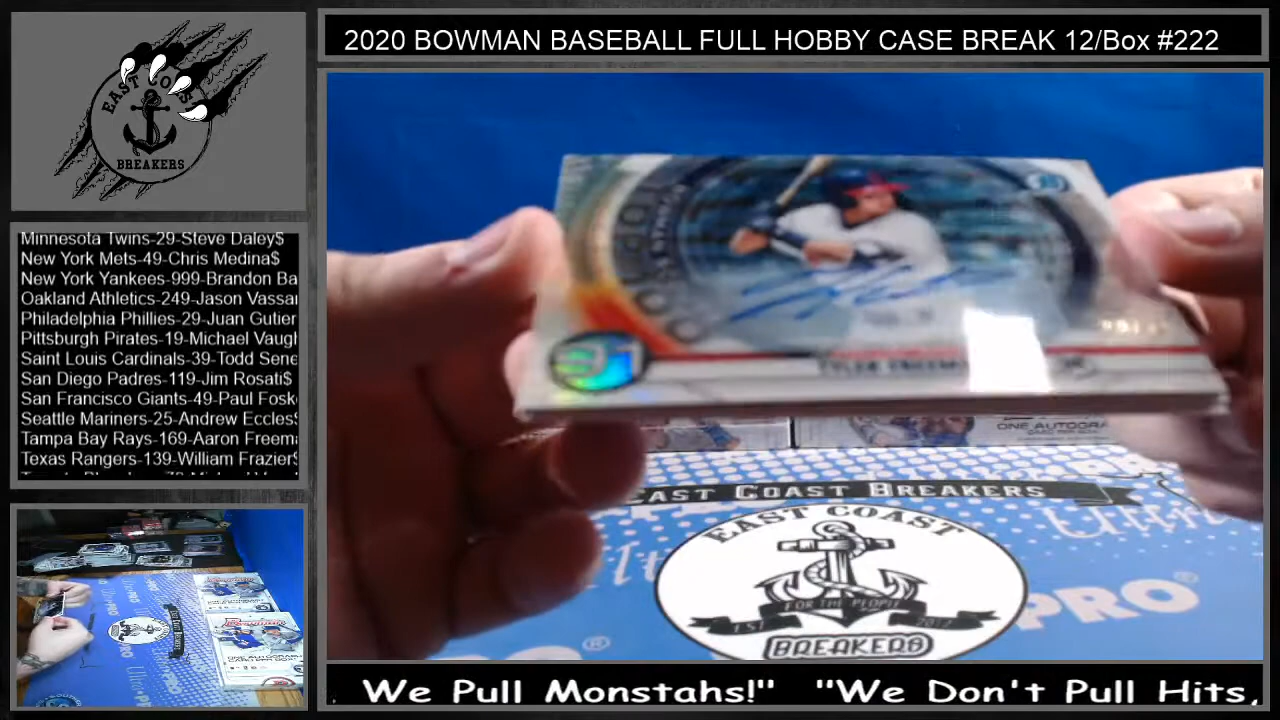 2020 BOWMAN BASEBALL FULL HOBBY CASE BREAK 12/Box #222
EAST COAST
BREAKERS
Minnesota Twins-29-Steve Daley$
New York Mets-49-Chris Medina$
New York Yankees-999-Brandon Ba
Oakland Athletics-249-Jason Vassar
Philadelphia Phillies-29-Juan Gutier
Pittsburgh Pirates-19-Michael Vaugh
Saint Louis Cardinals-39-Todd Sene
San Diego Padres-119-Jim Rosati$
San Francisco Giants-49-Paul Fosk
Seattle Mariners-25-Andrew Eccles$
Tampa Bay Rays-169-Aaron Freema
Texas Rangers-139-William Frazier$
ONE AUTOGRA
EAST COAST BREAKERS
EAST COAST
FOR THE PEOPLE
EST. 2012
BREAKERS
PRO®
We Pull Monstahs!" "We Don't Pull Hits,